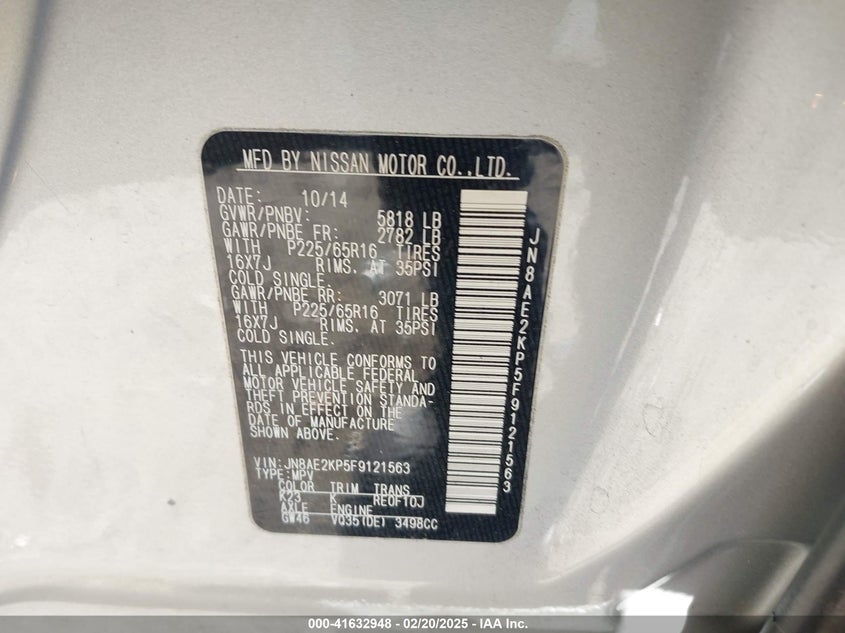 MFD BY NISSAN MOTOR CO.,LTD.
DATE: 10/14
GVWR/PNBV: 5818 LB
GAWR/PNBE FR: 2782 LB
WITH P225/65R16 TIRES
16X7J RIMS, AT 35PSI
COLD SINGLE.
GAWR/PNBE RR: 3071 LB
WITH P225/65R16 TIRES
16X7J RIMS, AT 35PSI
COLD SINGLE.
THIS VEHICLE CONFORMS TO
ALL APPLICABLE FEDERAL
MOTOR VEHICLE SAFETY AND
THEFT PREVENTION STANDA-
RDS IN EFFECT ON THE
DATE OF MANUFACTURE
SHOWN ABOVE.
VIN:JN8AE2KP5F9121563
TYPE:MPV
COLOR TRIM TRANS
K23 K RE0F10J
AXLE ENGINE
GW46 VQ35(DE) 3498CC
JN8AE2KP5F9121563
000-41632948 - 02/20/2025 - IAAI.COM